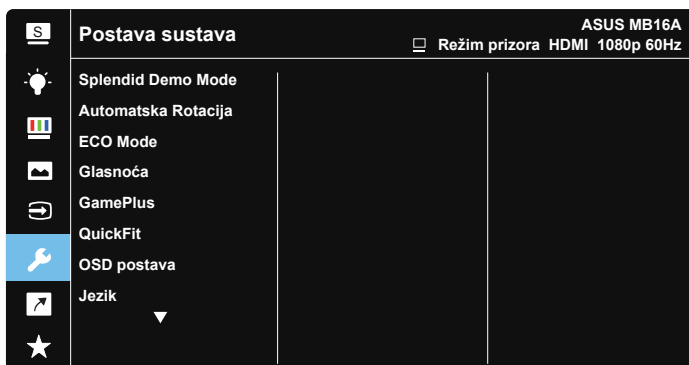 S
Postava sustava
ASUS MB16A
Režim prizora HDMI 1080p 60Hz
Splendid Demo Mode
Automatska Rotacija
ECO Mode
Glasnoća
GamePlus
QuickFit
OSD postava
Jezik